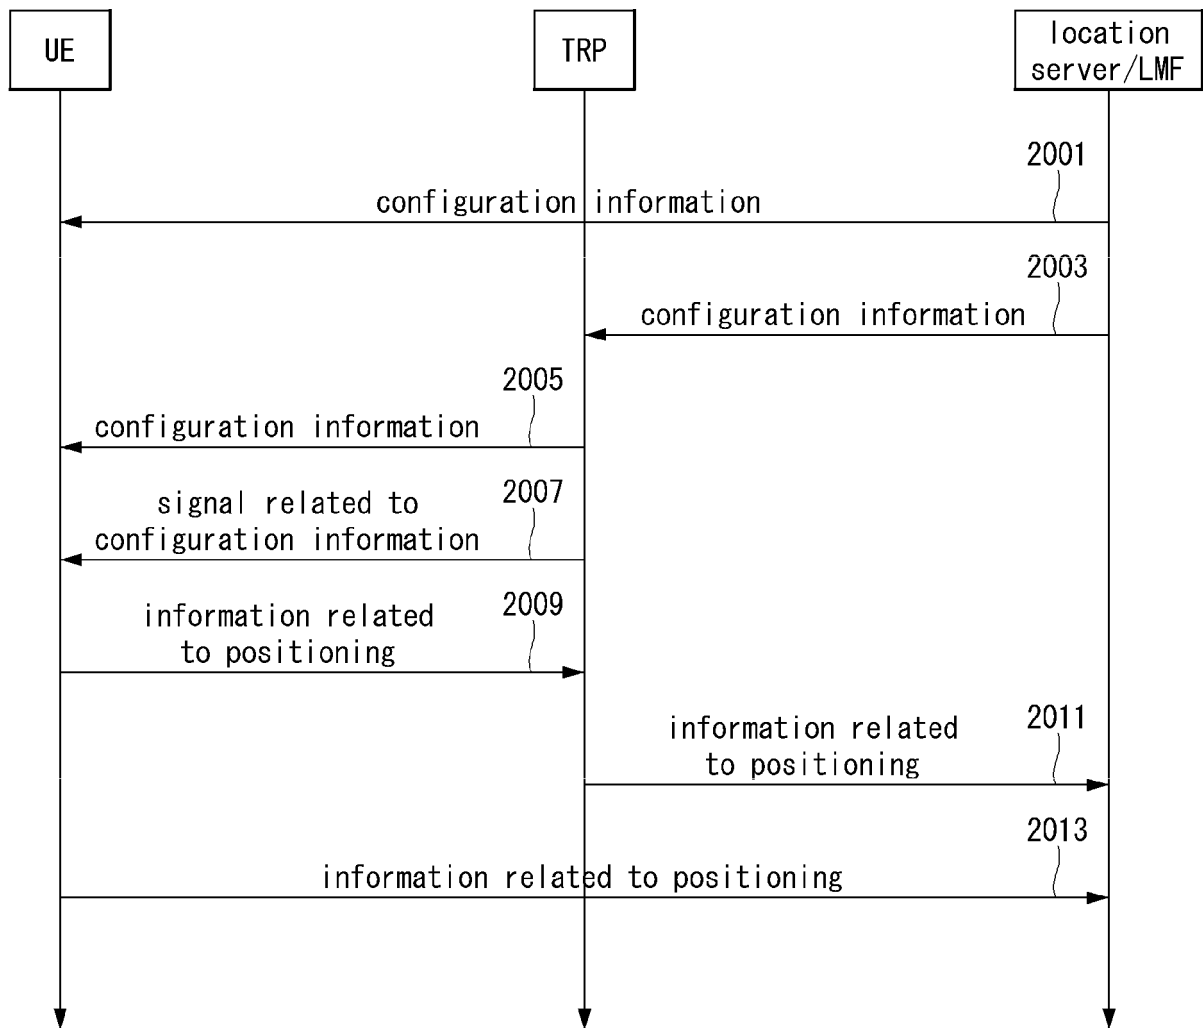 UE
TRP
location
server/LMF
2001
configuration information
2003
configuration information
2005
configuration information
2007
signal related to
configuration information
2009
information related
to positioning
2011
information related
to positioning
2013
information related to positioning